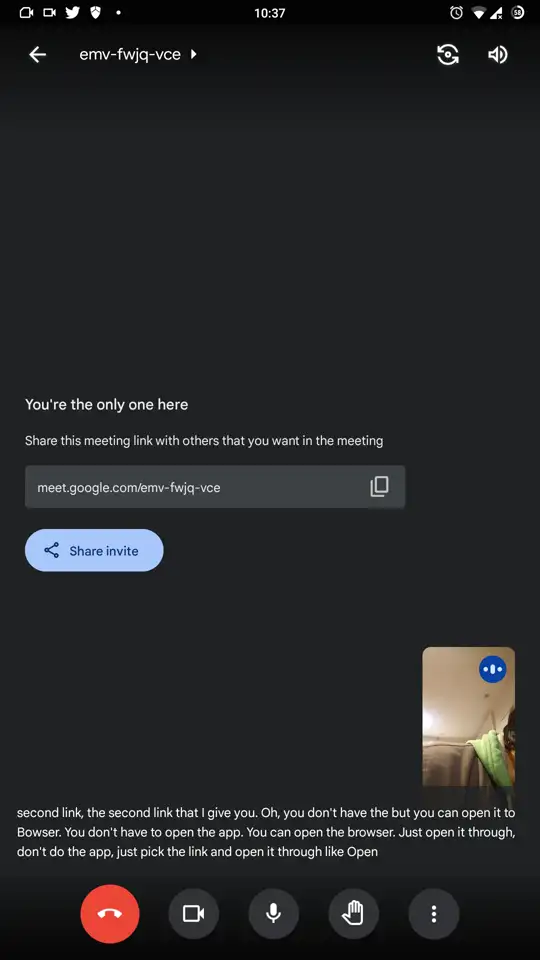 10:37
58
emv-fwjq-vce
You're the only one here
Share this meeting link with others that you want in the meeting
meet.google.com/emv-fwjq-vce
Share invite
second link, the second link that I give you. Oh, you don't have the but you can open it to
Bowser. You don't have to open the app. You can open the browser. Just open it through,
don't do the app, just pick the link and open it through like Open